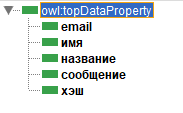 owl:topDataProperty
email
имя
название
сообщение
хэш